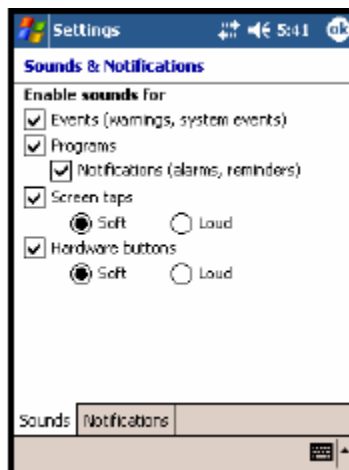 Settings 5:41 ok
Sounds & Notifications
Enable sounds for
Events (warnings, system events)
Programs
Notifications (alarms, reminders)
Screen taps
Soft Loud
Hardware buttons
Soft Loud
Sounds Notifications